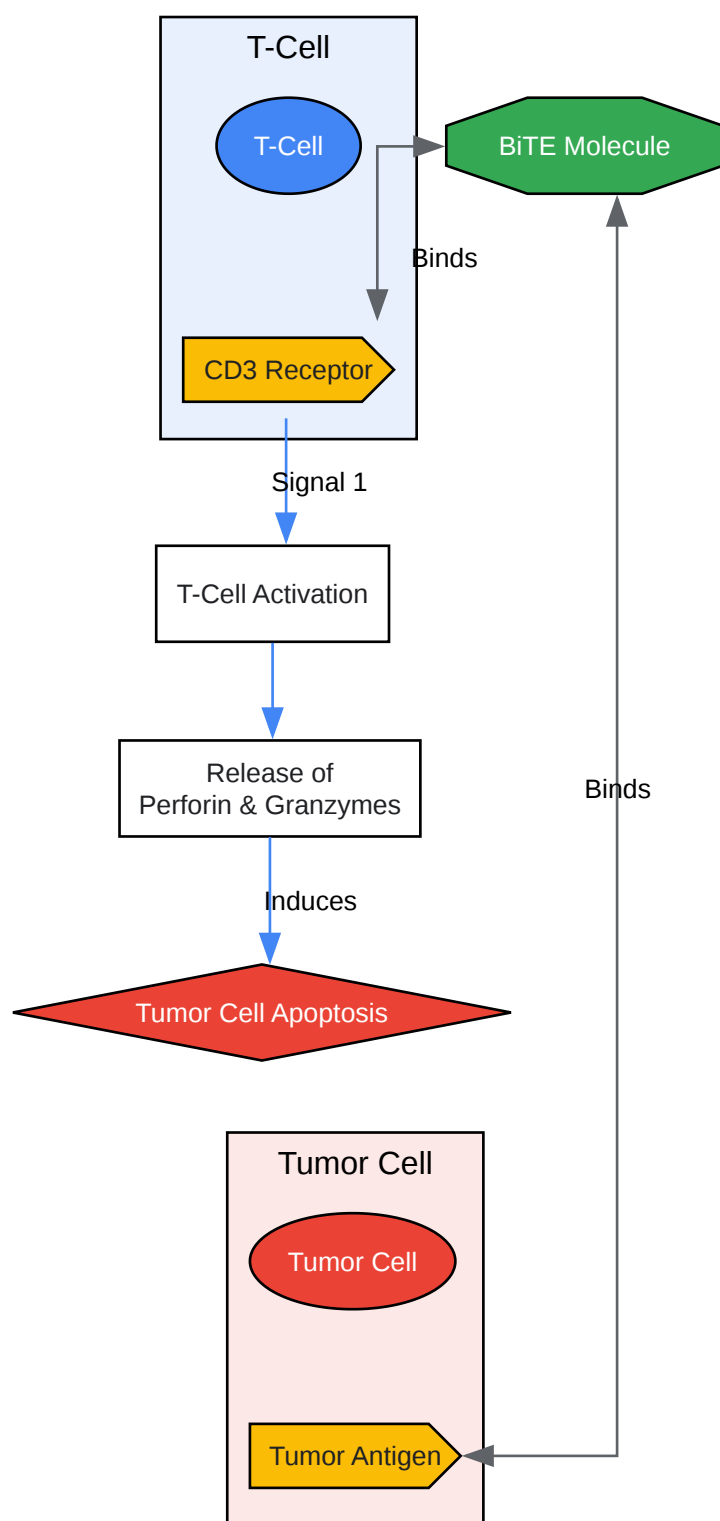 T-Cell
T-Cell
BiTE Molecule
Binds
CD3 Receptor
Signal 1
T-Cell Activation
Release of
Perforin & Granzymes
Binds
Induces
Tumor Cell Apoptosis
Tumor Cell
Tumor Cell
Tumor Antigen